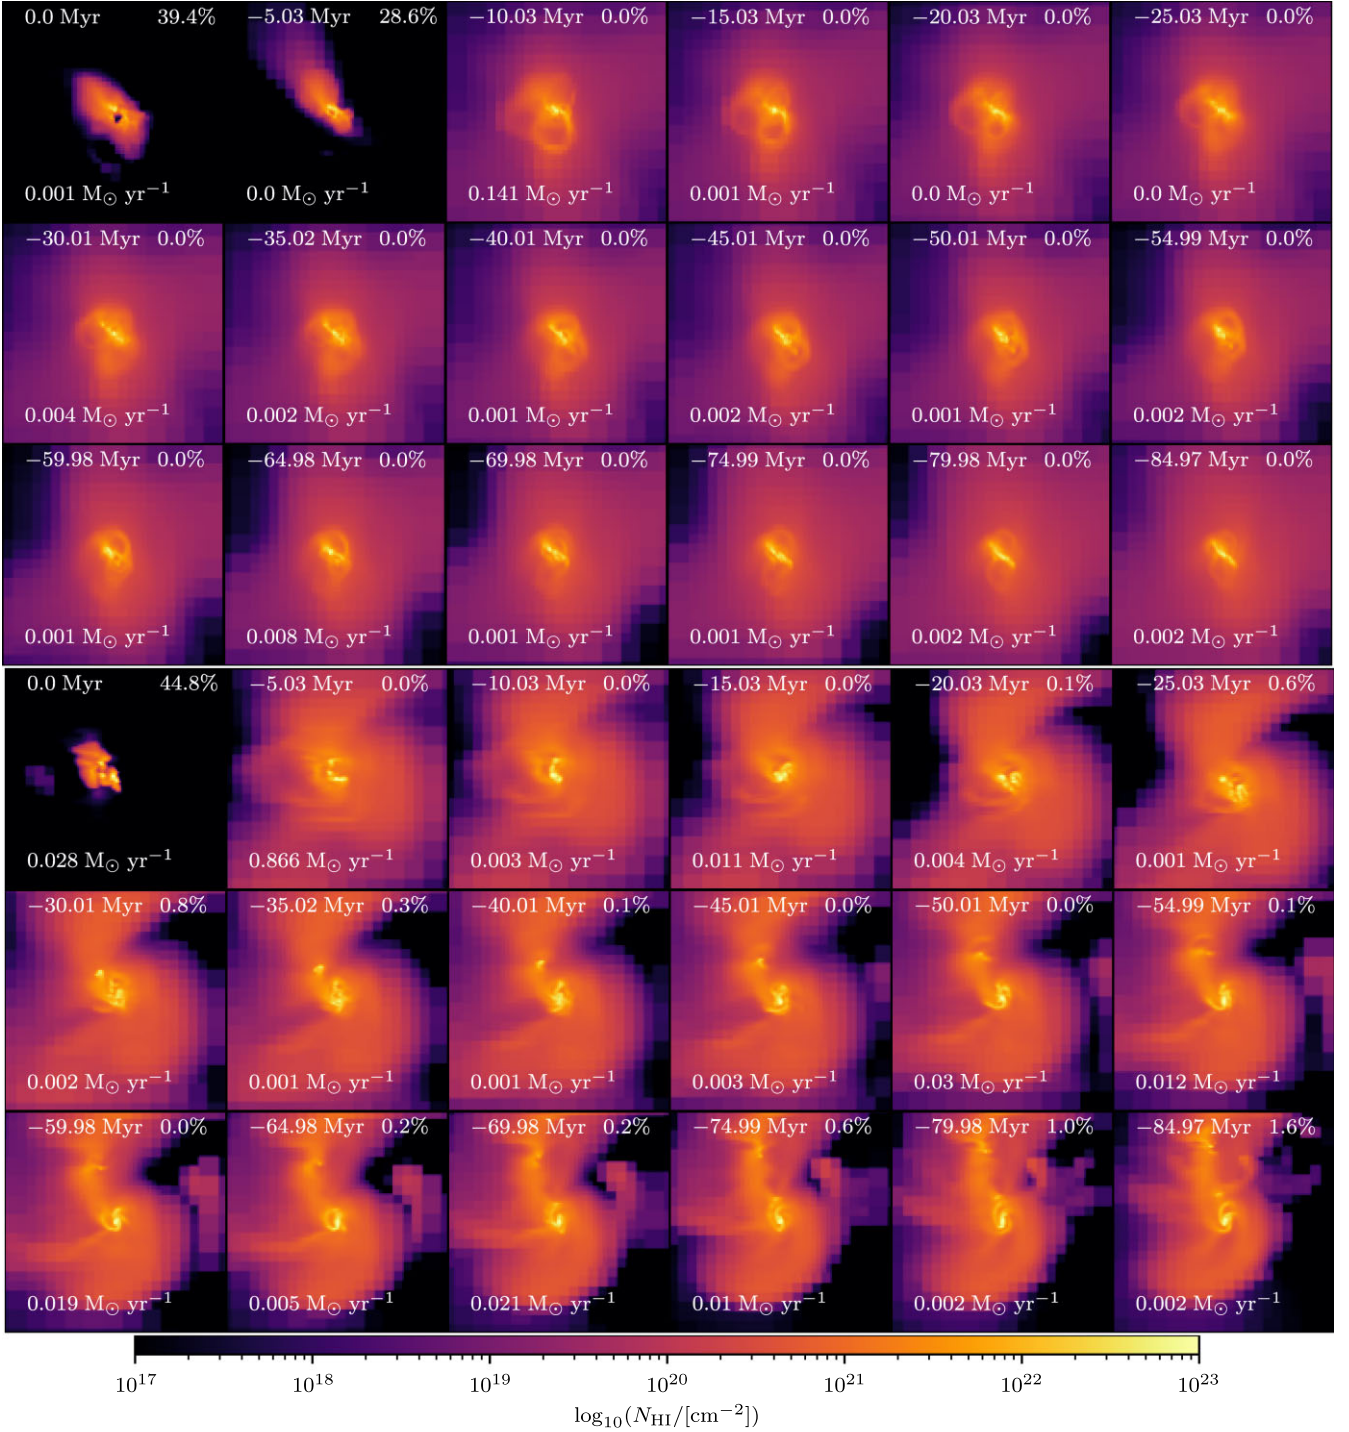 0.0 Myr 39.4% −5.03 Myr 28.6% −10.03 Myr 0.0% −15.03 Myr 0.0% −20.03 Myr 0.0% −25.03 Myr 0.0%
0.001 M⊙ yr−1 0.0 M⊙ yr−1 0.141 M⊙ yr−1 0.001 M⊙ yr−1 0.0 M⊙ yr−1 0.0 M⊙ yr−1
−30.01 Myr 0.0% −35.02 Myr 0.0% −40.01 Myr 0.0% −45.01 Myr 0.0% −50.01 Myr 0.0% −54.99 Myr 0.0%
0.004 M⊙ yr−1 0.002 M⊙ yr−1 0.001 M⊙ yr−1 0.002 M⊙ yr−1 0.001 M⊙ yr−1 0.002 M⊙ yr−1
−59.98 Myr 0.0% −64.98 Myr 0.0% −69.98 Myr 0.0% −74.99 Myr 0.0% −79.98 Myr 0.0% −84.97 Myr 0.0%
0.001 M⊙ yr−1 0.008 M⊙ yr−1 0.001 M⊙ yr−1 0.001 M⊙ yr−1 0.002 M⊙ yr−1 0.002 M⊙ yr−1
0.0 Myr 44.8% −5.03 Myr 0.0% −10.03 Myr 0.0% −15.03 Myr 0.0% −20.03 Myr 0.1% −25.03 Myr 0.6%
0.028 M⊙ yr−1 0.866 M⊙ yr−1 0.003 M⊙ yr−1 0.011 M⊙ yr−1 0.004 M⊙ yr−1 0.001 M⊙ yr−1
−30.01 Myr 0.8% −35.02 Myr 0.3% −40.01 Myr 0.1% −45.01 Myr 0.0% −50.01 Myr 0.0% −54.99 Myr 0.1%
0.002 M⊙ yr−1 0.001 M⊙ yr−1 0.001 M⊙ yr−1 0.003 M⊙ yr−1 0.03 M⊙ yr−1 0.012 M⊙ yr−1
−59.98 Myr 0.0% −64.98 Myr 0.2% −69.98 Myr 0.2% −74.99 Myr 0.6% −79.98 Myr 1.0% −84.97 Myr 1.6%
0.019 M⊙ yr−1 0.005 M⊙ yr−1 0.021 M⊙ yr−1 0.01 M⊙ yr−1 0.002 M⊙ yr−1 0.002 M⊙ yr−1
10^17 10^18 10^19 10^20 10^21 10^22 10^23
log10(NHI/[cm−2])